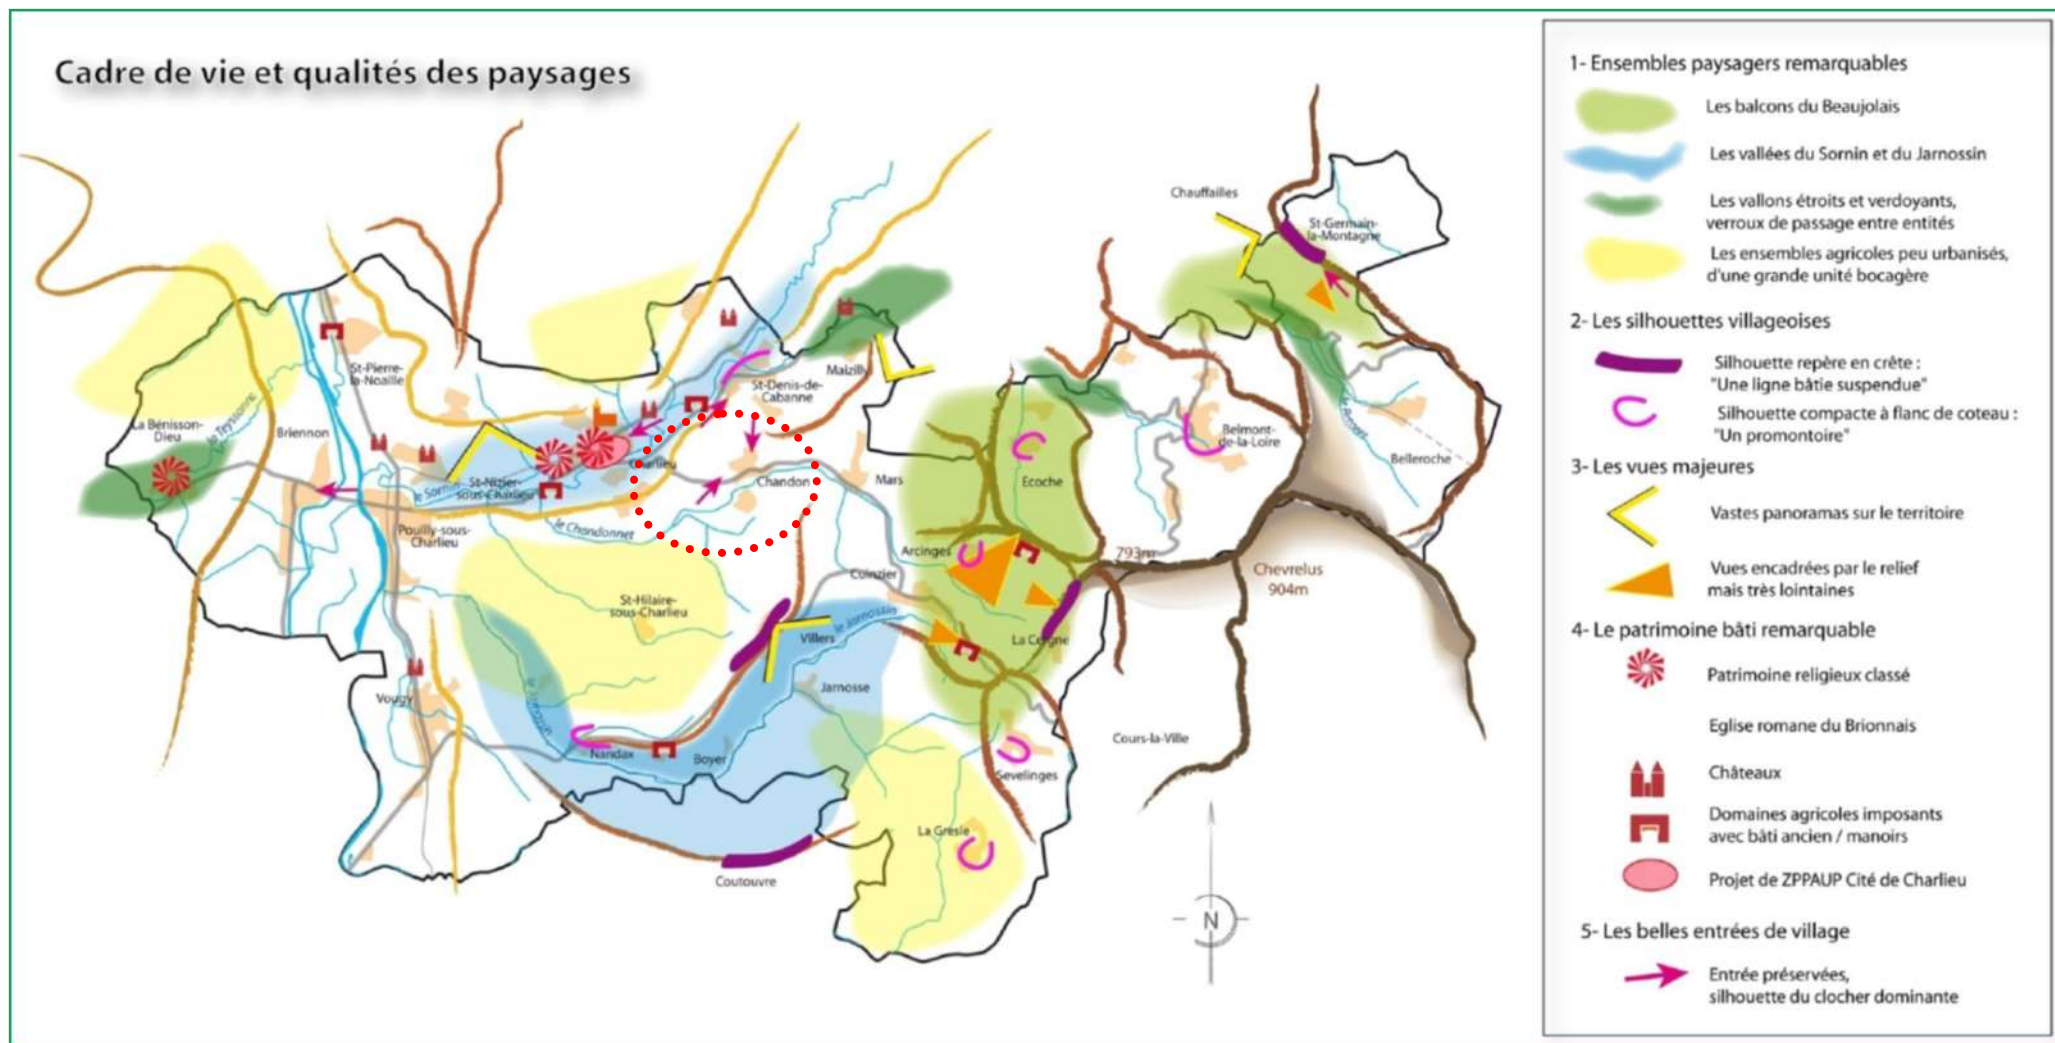 Cadre de vie et qualités des paysages
Chauffailles
St-Germain-
la-Montagne
St-Pierre-
la-Noaille
Maizilly
St-Denis-de-
Cabanne
La Bénisson-
Dieu
le Teyssonne
Briennon
Charlieu
le Sornin
St-Nizier-
sous-Charlieu
Chandon
Mars
Ecoche
Belmont-
de-la-Loire
Belleroche
Pouilly-sous-
Charlieu
le Chandonnet
Arcinges
793m
Cuinzier
Chevrelus
904m
St-Hilaire-
sous-Charlieu
Villers
le Jarnossin
La Cergne
Jarnosse
Vougy
Nandax
Boyer
Cours-la-Ville
Sevelinges
La Gresle
Coutouvre
N
1- Ensembles paysagers remarquables
Les balcons du Beaujolais
Les vallées du Sornin et du Jarnossin
Les vallons étroits et verdoyants,
verroux de passage entre entités
Les ensembles agricoles peu urbanisés,
d'une grande unité bocagère
2- Les silhouettes villageoises
Silhouette repère en crête :
"Une ligne bâtie suspendue"
Silhouette compacte à flanc de coteau :
"Un promontoire"
3- Les vues majeures
Vastes panoramas sur le territoire
Vues encadrées par le relief
mais très lointaines
4- Le patrimoine bâti remarquable
Patrimoine religieux classé
Eglise romane du Brionnais
Châteaux
Domaines agricoles imposants
avec bâti ancien / manoirs
Projet de ZPPAUP Cité de Charlieu
5- Les belles entrées de village
Entrée préservées,
silhouette du clocher dominante